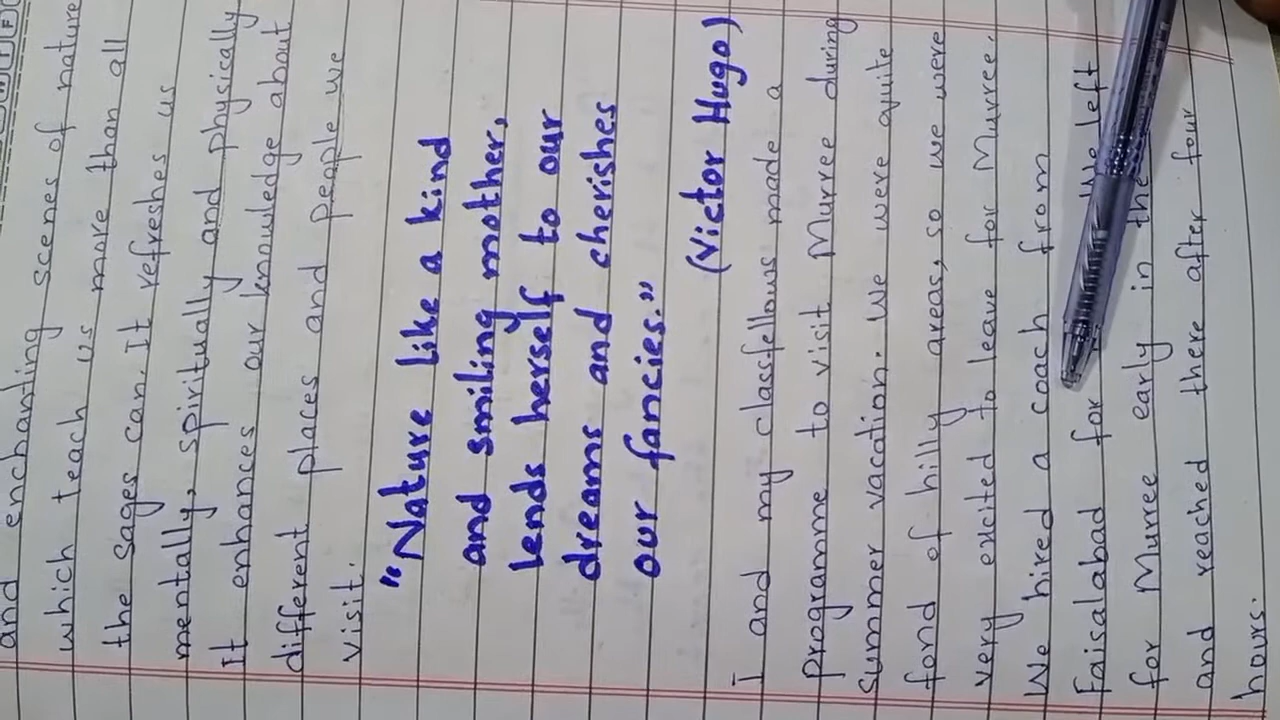 and enchanting scenes of nature
which teach us more than all
the sages can. It refreshes us
mentally, spiritually and physically
It enhances our knowledge about
different places and people we
visit.
"Nature like a kind
and smiling mother,
lends herself to our
dreams and cherishes
our fancies."
(Victor Hugo)
I and my classfellows made a
programme to visit Murree during
Summer vacation. We were quite
fond of hilly areas, so we were
very excited to leave for Murree.
We hired a coach from
Faisalabad for We left
for Murree early in the
and reached there after four
hours.